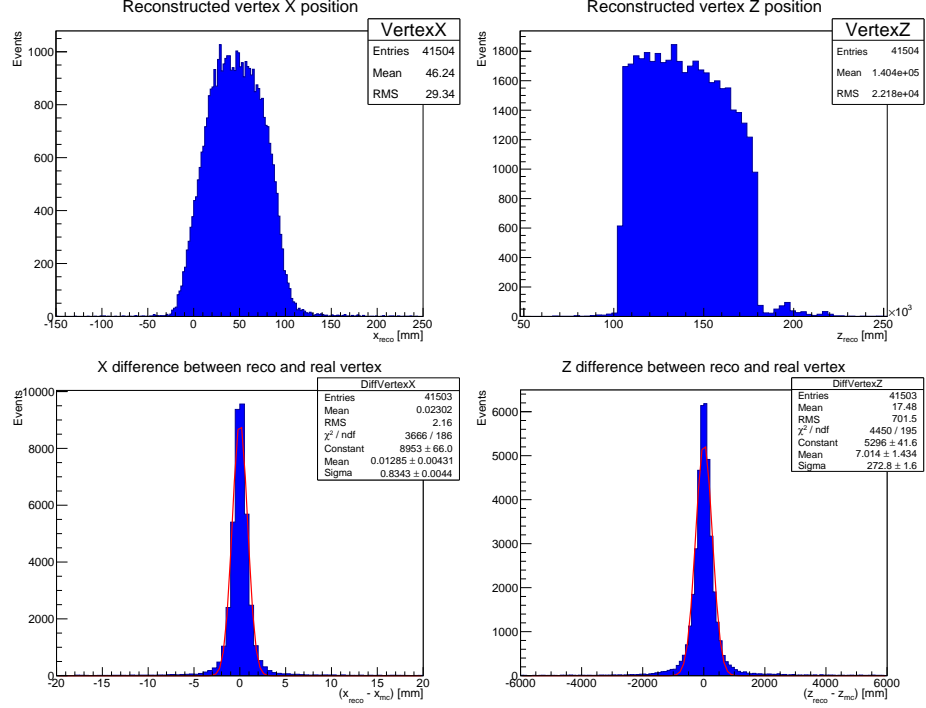 Reconstructed vertex X position
Events
VertexX
Entries 41504
Mean 46.24
RMS 29.34
1000
800
600
400
200
0
-150 -100 -50 0 50 100 150 200 250
x_reco [mm]
Reconstructed vertex Z position
Events
VertexZ
Entries 41504
Mean 1.404e+05
RMS 2.218e+04
1800
1600
1400
1200
1000
800
600
400
200
0
50 100 150 200 250
×10³
z_reco [mm]
X difference between reco and real vertex
Events
DiffVertexX
Entries 41503
Mean 0.02302
RMS 2.16
χ² / ndf 3666 / 186
Constant 8953 ± 66.0
Mean 0.01285 ± 0.00431
Sigma 0.8343 ± 0.0044
10000
8000
6000
4000
2000
0
-20 -15 -10 -5 0 5 10 15 20
(x_reco - x_mc) [mm]
Z difference between reco and real vertex
Events
DiffVertexZ
Entries 41503
Mean 17.48
RMS 701.5
χ² / ndf 4450 / 195
Constant 5296 ± 41.6
Mean 7.014 ± 1.434
Sigma 272.8 ± 1.6
6000
5000
4000
3000
2000
1000
0
-6000 -4000 -2000 0 2000 4000 6000
(z_reco - z_mc) [mm]